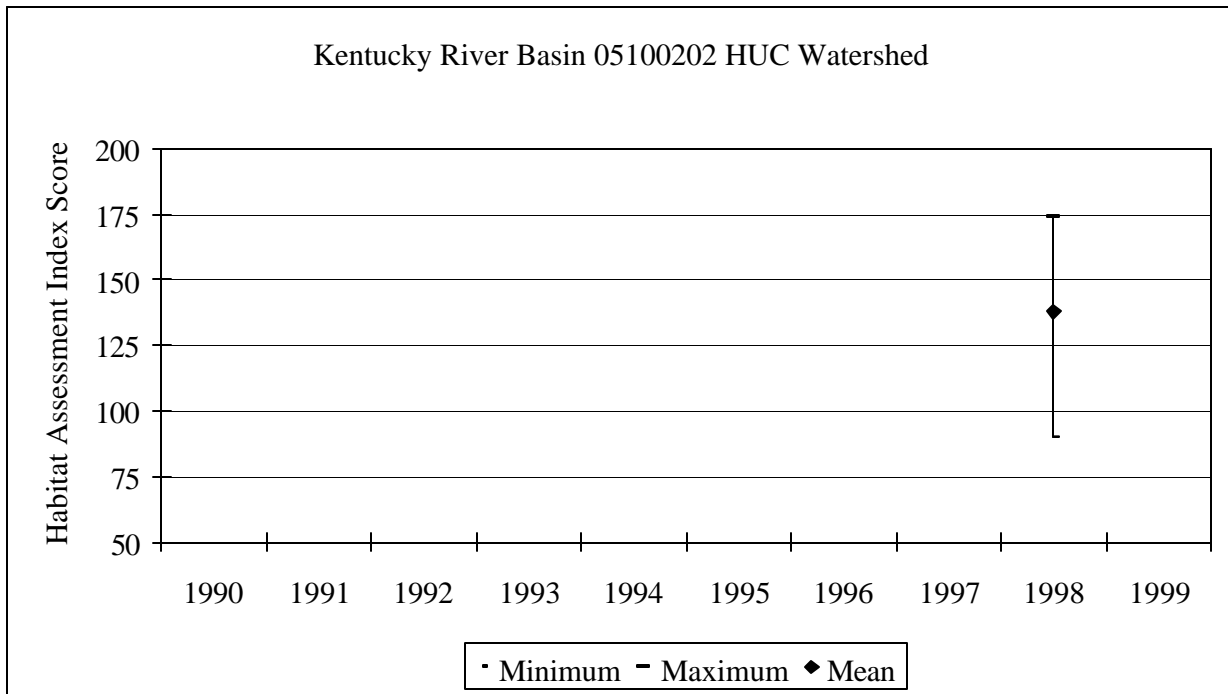 Kentucky River Basin 05100202 HUC Watershed
Habitat Assessment Index Score
200
175
150
125
100
75
50
1990 1991 1992 1993 1994 1995 1996 1997 1998 1999
Minimum Maximum Mean